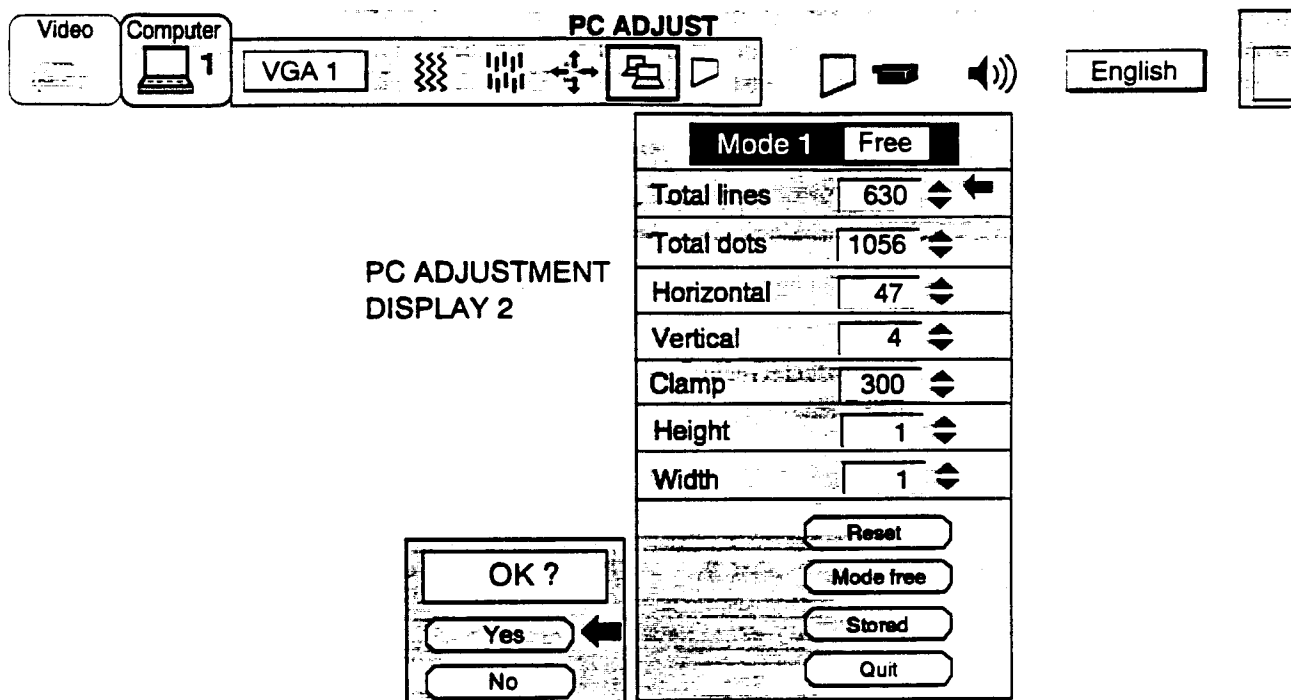 PC ADJUST
Video
Computer
1
VGA 1
English
Mode 1 Free
Total lines 630
Total dots 1056
Horizontal 47
Vertical 4
Clamp 300
Height 1
Width 1
PC ADJUSTMENT
DISPLAY 2
Reset
Mode free
Stored
Quit
OK ?
Yes
No